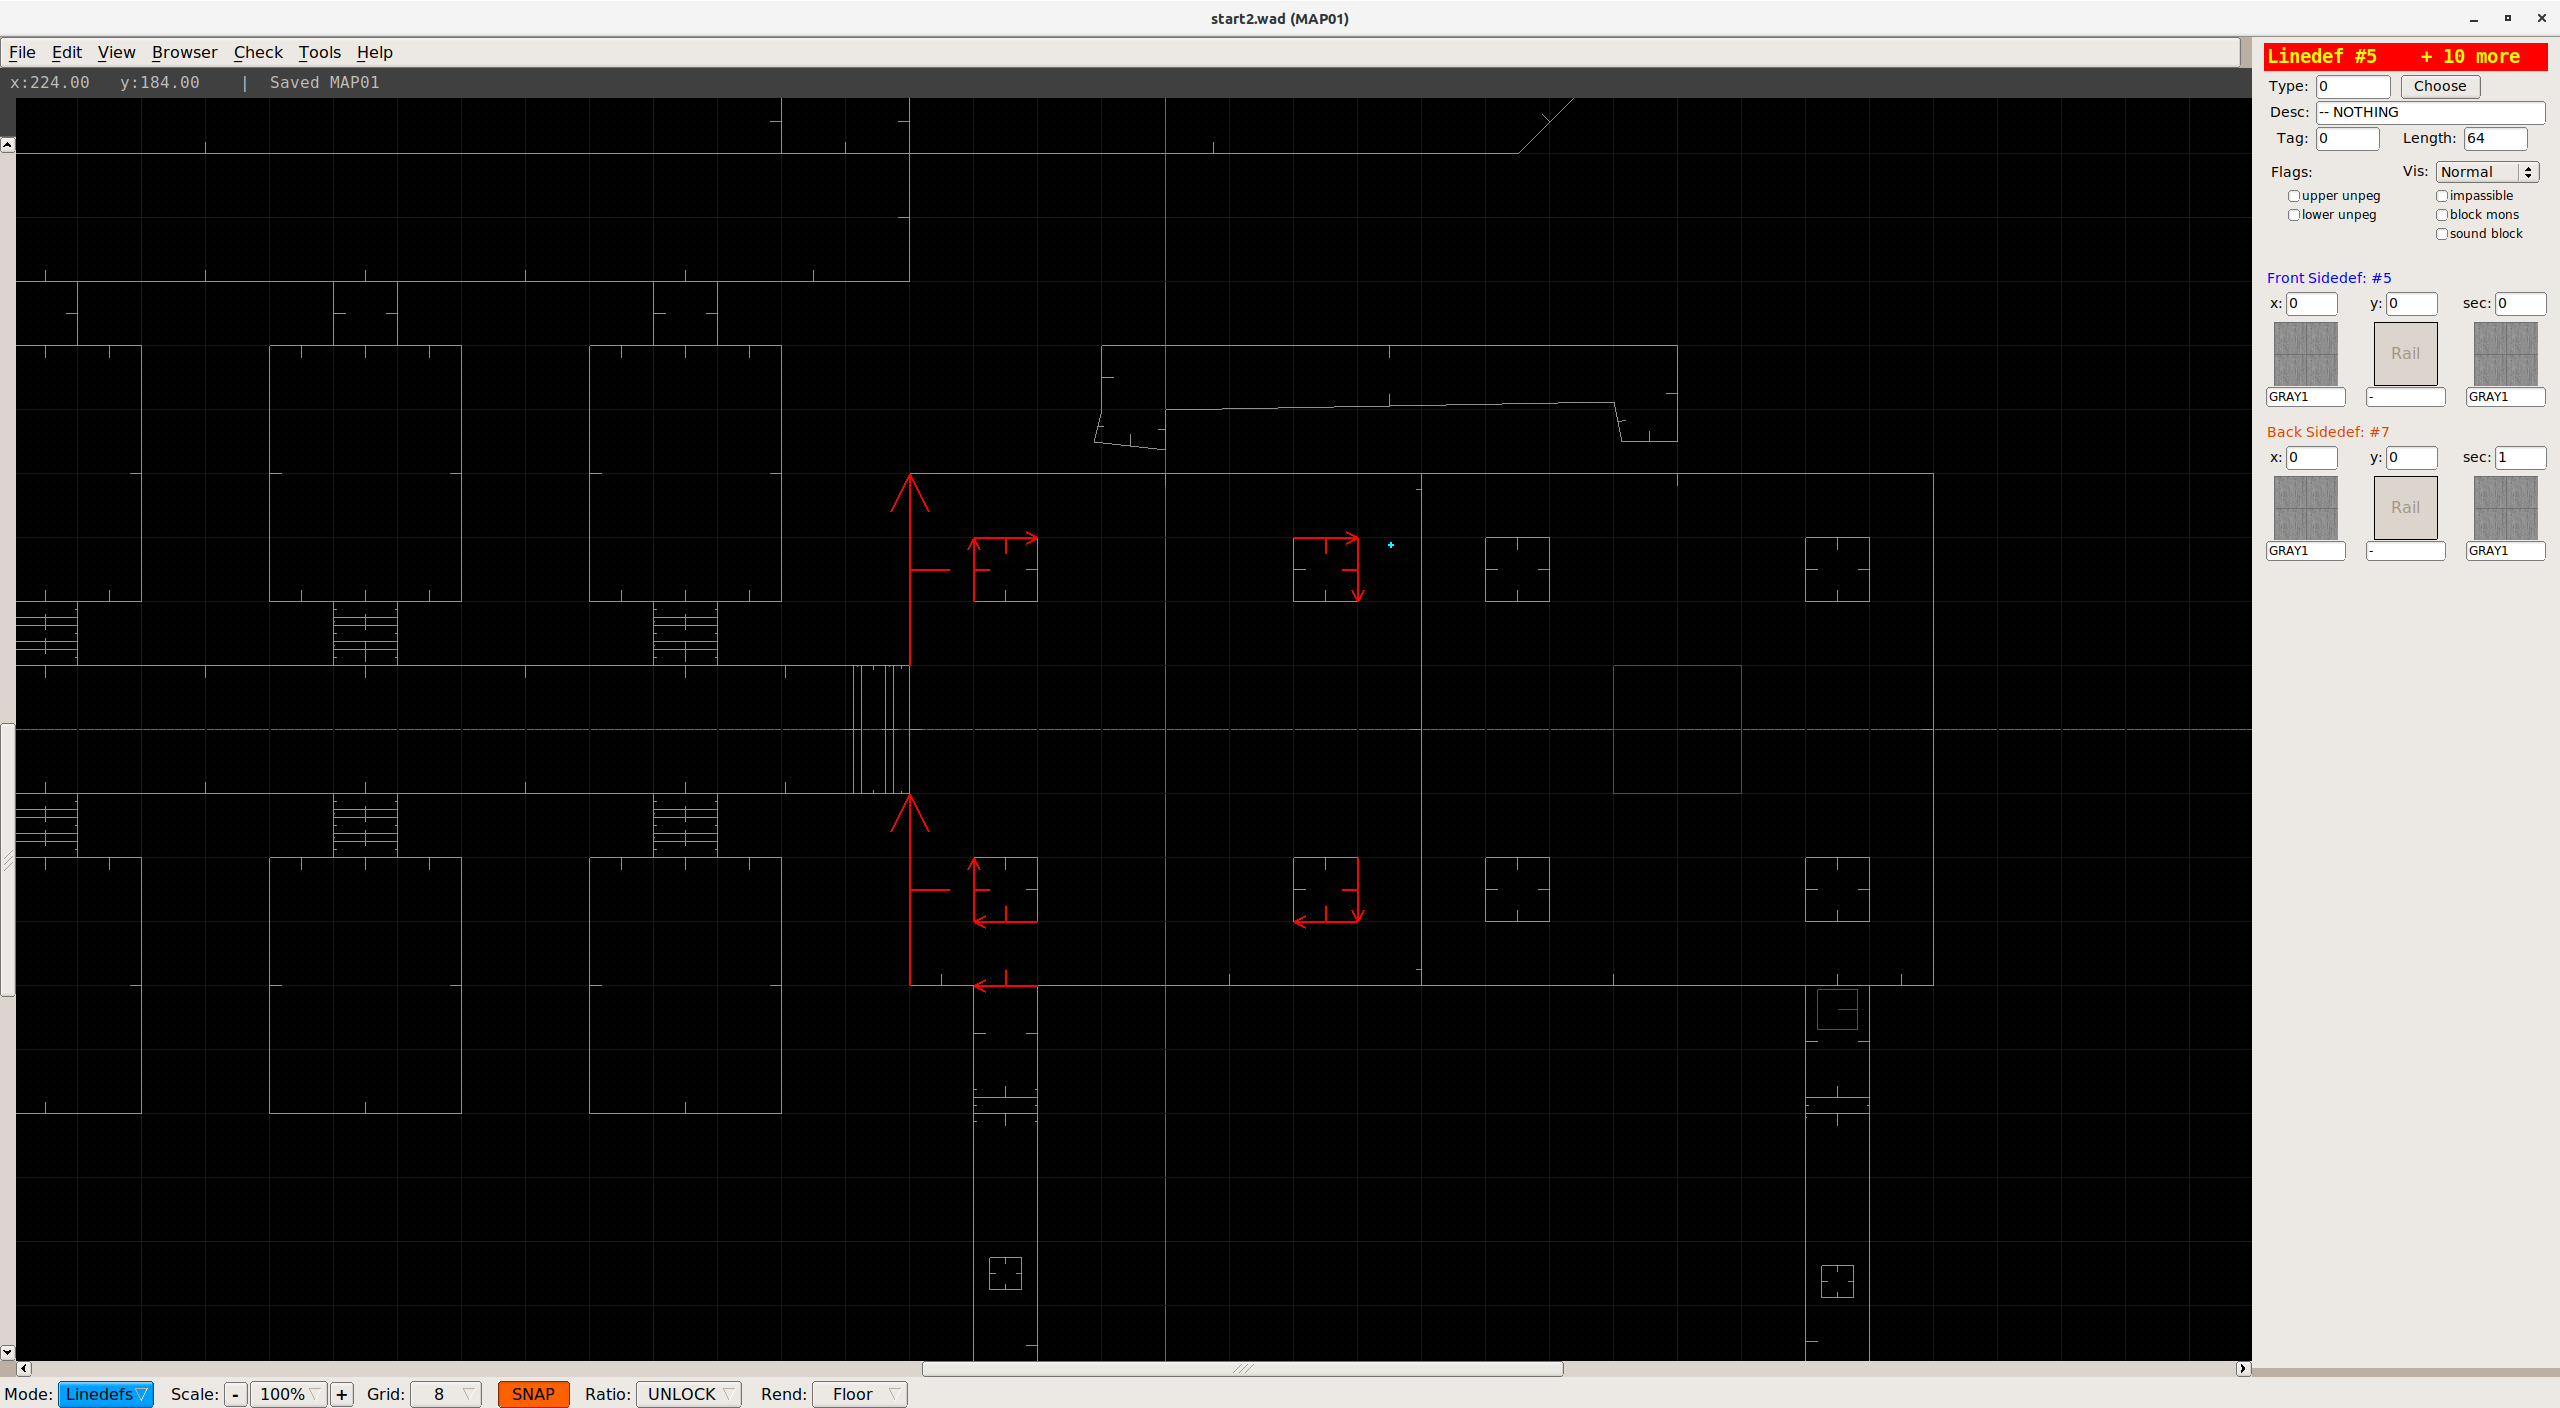 start2.wad (MAP01)
File Edit View Browser Check Tools Help
x:224.00 y:184.00 | Saved MAP01
Linedef #5 + 10 more
Type: 0 Choose
Desc: -- NOTHING
Tag: 0 Length: 64
Flags: Vis: Normal
upper unpeg impassible
lower unpeg block mons
sound block
Front Sidedef: #5
x: 0 y: 0 sec: 0
Rail
GRAY1 - GRAY1
Back Sidedef: #7
x: 0 y: 0 sec: 1
Rail
GRAY1 - GRAY1
Mode: Linedefs Scale: - 100% + Grid: 8 SNAP Ratio: UNLOCK Rend: Floor